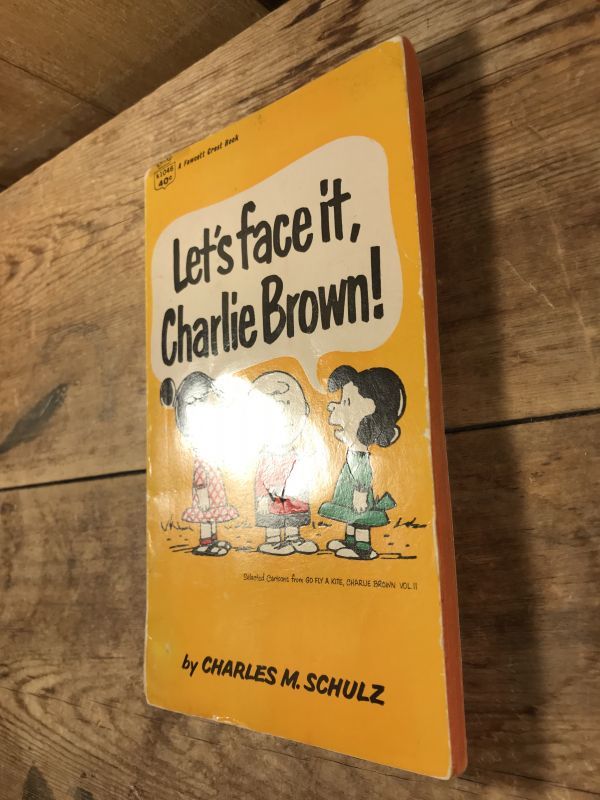 k1046
40¢
A Fawcett Crest Book
Let's face it,
Charlie Brown!
Selected Cartoons from GO FLY A KITE, CHARLIE BROWN VOL II
by CHARLES M. SCHULZ